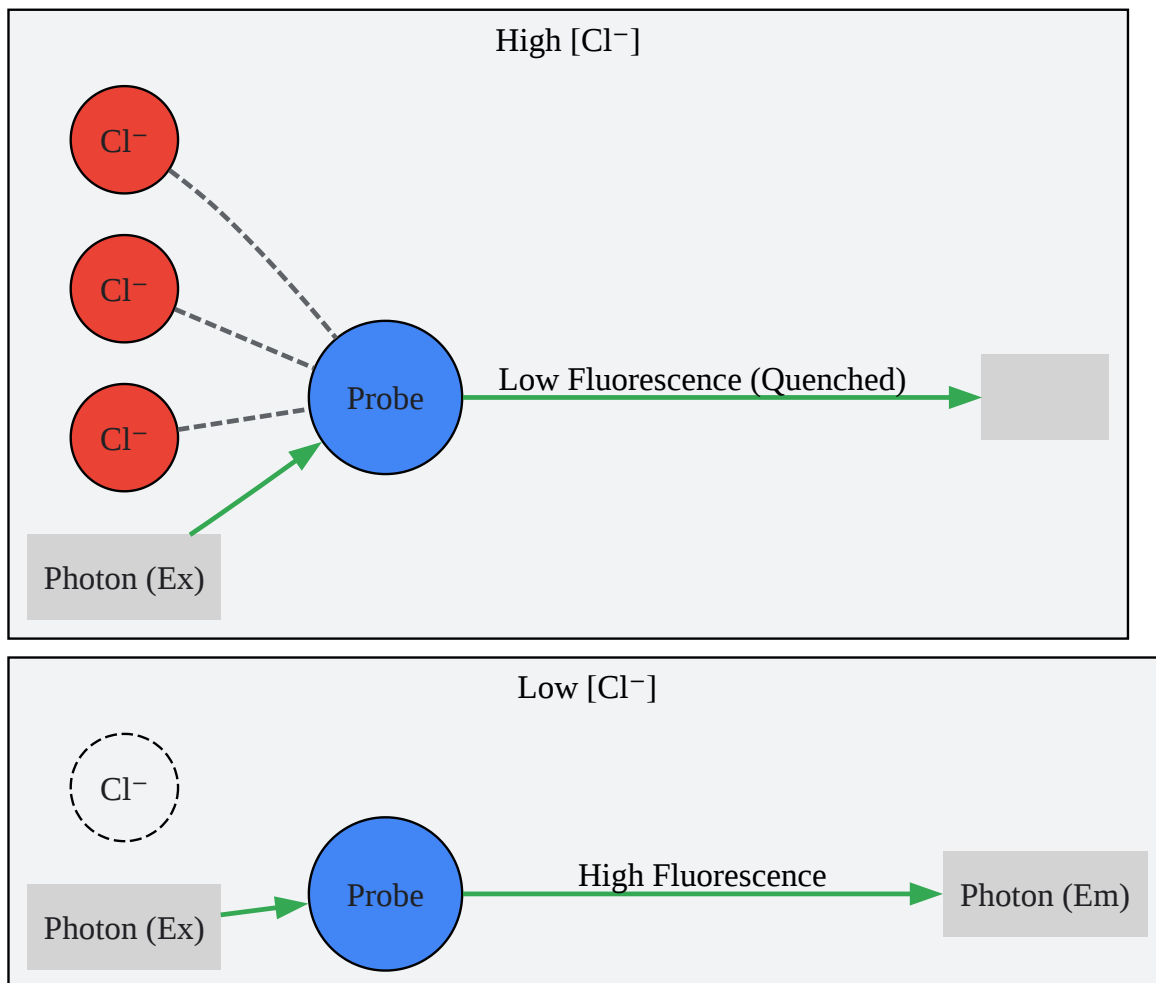 High [Cl⁻]
Cl⁻
Cl⁻
Cl⁻
Probe
Low Fluorescence (Quenched)
Photon (Ex)
Low [Cl⁻]
Cl⁻
Photon (Ex)
Probe
High Fluorescence
Photon (Em)